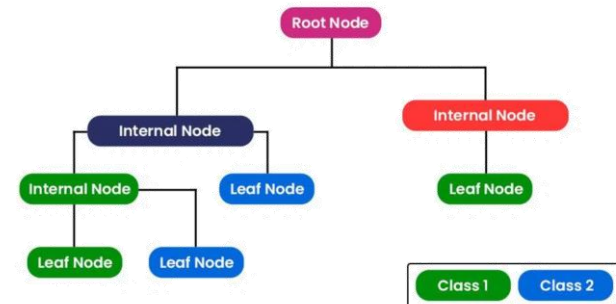 Root Node
Internal Node
Internal Node
Internal Node
Leaf Node
Leaf Node
Leaf Node
Leaf Node
Class 1
Class 2